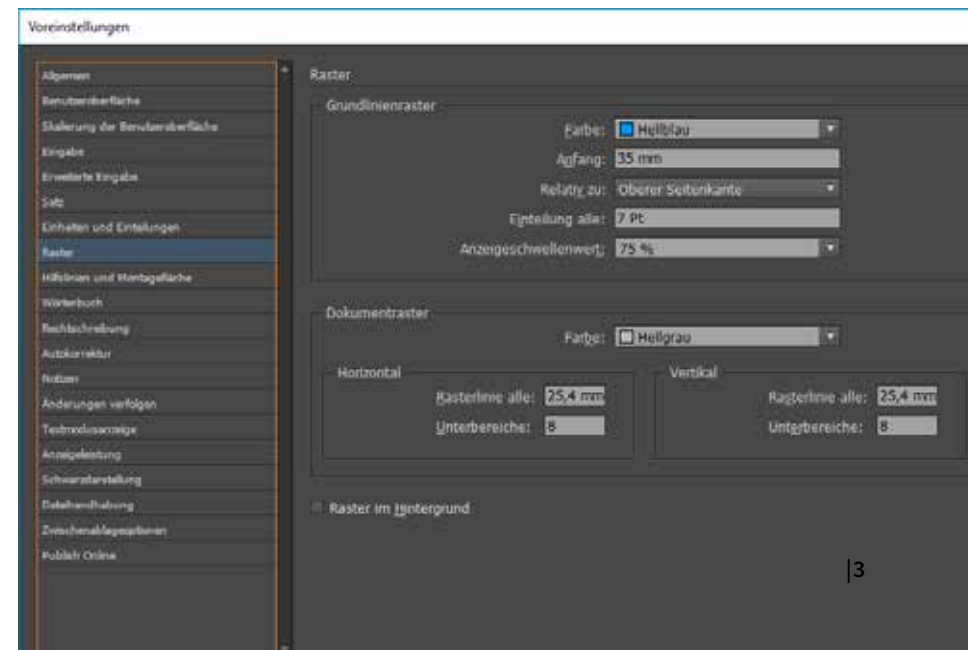 Voreinstellungen
Allgemein
Benutzeroberfläche
Skalierung der Benutzeroberfläche
Eingabe
Erweiterte Eingabe
Satz
Einheiten und Einteilungen
Raster
Hilfslinien und Montagefläche
Wörterbuch
Rechtschreibung
Autokorrektur
Notizen
Änderungen verfolgen
Textmodusanzeige
Anzeigeleistung
Schwarzdarstellung
Dateihandhabung
Zwischenablageoptionen
Publish Online
Raster
Grundlinienraster
Farbe: Hellblau
Anfang: 35 mm
Relativ zu: Oberer Seitenkante
Einteilung alle: 7 Pt
Anzeigeschwellenwert: 75 %
Dokumentraster
Farbe: Hellgrau
Horizontal
Rasterlinie alle: 25,4 mm
Unterbereiche: 8
Vertikal
Rasterlinie alle: 25,4 mm
Unterbereiche: 8
Raster im Hintergrund
|3